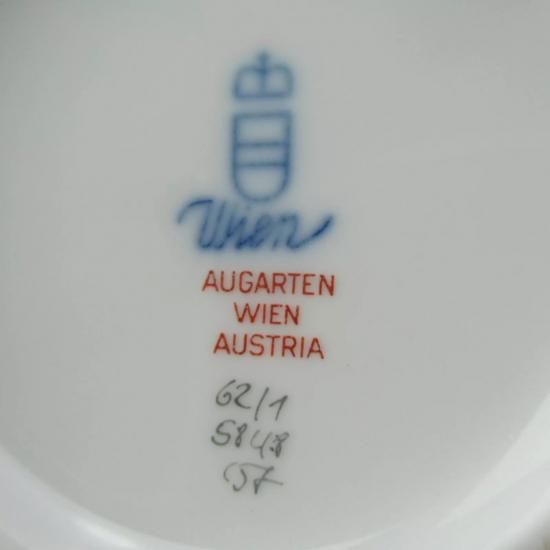 Wien
AUGARTEN
WIEN
AUSTRIA
62/1
5848
57